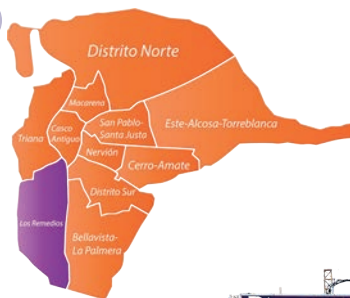 Distrito Norte
Macarena
San Pablo-
Santa Justa
Este-Alcosa-Torreblanca
Triana
Casco
Antiguo
Nervión
Cerro-Amate
Distrito Sur
Los Remedios
Bellavista-
La Palmera